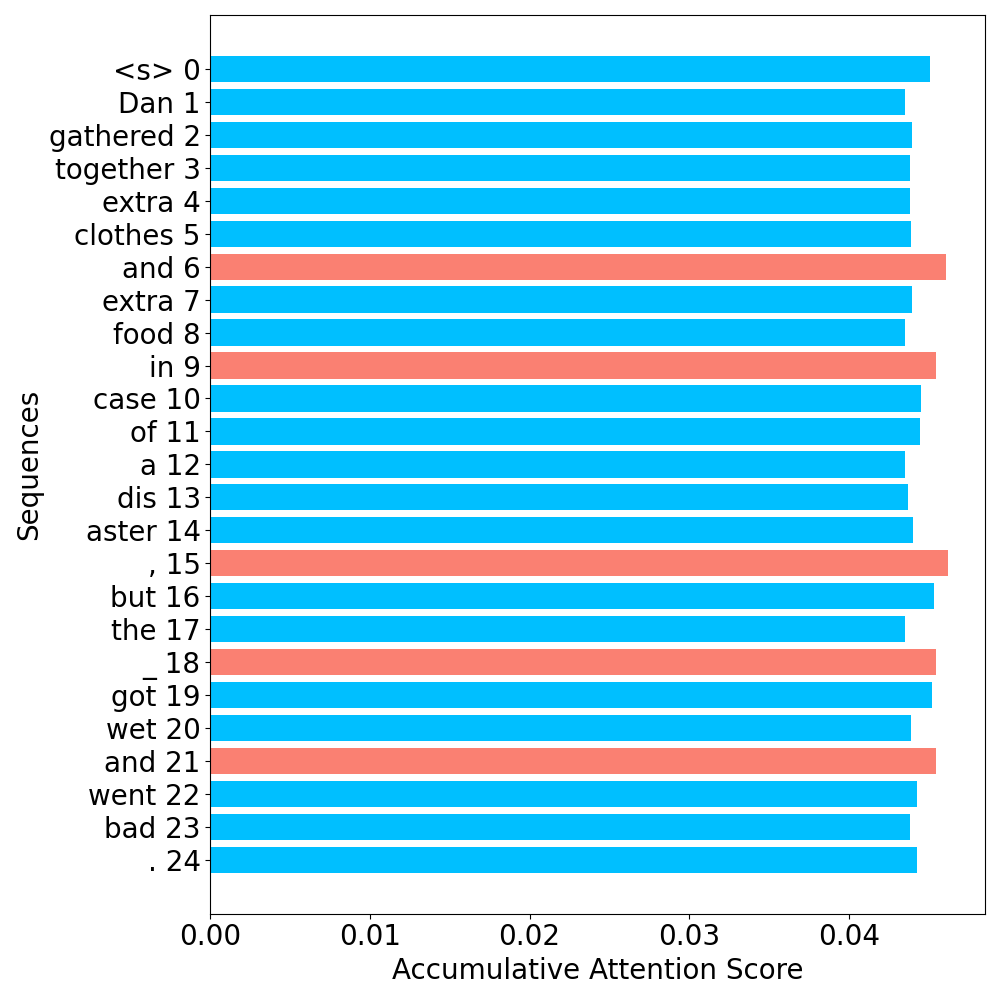 <s> 0
Dan 1
gathered 2
together 3
extra 4
clothes 5
and 6
extra 7
food 8
in 9
case 10
of 11
a 12
dis 13
aster 14
, 15
but 16
the 17
_ 18
got 19
wet 20
and 21
went 22
bad 23
. 24
Sequences
0.00 0.01 0.02 0.03 0.04
Accumulative Attention Score